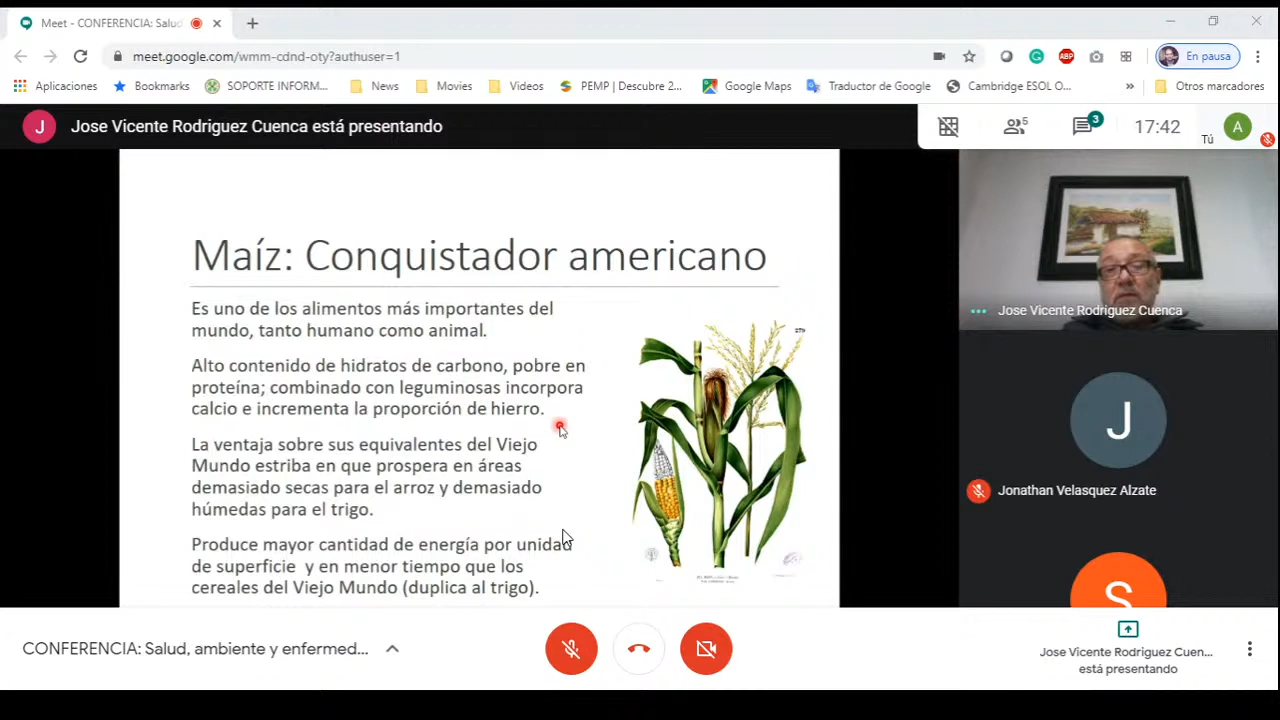 Meet - CONFERENCIA: Salud
meet.google.com/wmm-cdnd-oty?authuser=1
En pausa
Aplicaciones
Bookmarks
SOPORTE INFORM...
News
Movies
Videos
PEMP | Descubre 2...
Google Maps
Traductor de Google
Cambridge ESOL O...
»
Otros marcadores
J
Jose Vicente Rodriguez Cuenca está presentando
5
3
17:42
Tú
A
Maíz: Conquistador americano
Es uno de los alimentos más importantes del
mundo, tanto humano como animal.
Alto contenido de hidratos de carbono, pobre en
proteína; combinado con leguminosas incorpora
calcio e incrementa la proporción de hierro.
La ventaja sobre sus equivalentes del Viejo
Mundo estriba en que prospera en áreas
demasiado secas para el arroz y demasiado
húmedas para el trigo.
Produce mayor cantidad de energía por unidad
de superficie y en menor tiempo que los
cereales del Viejo Mundo (duplica al trigo).
Jose Vicente Rodriguez Cuenca
J
Jonathan Velasquez Alzate
S
CONFERENCIA: Salud, ambiente y enfermed...
Jose Vicente Rodriguez Cuen...
está presentando